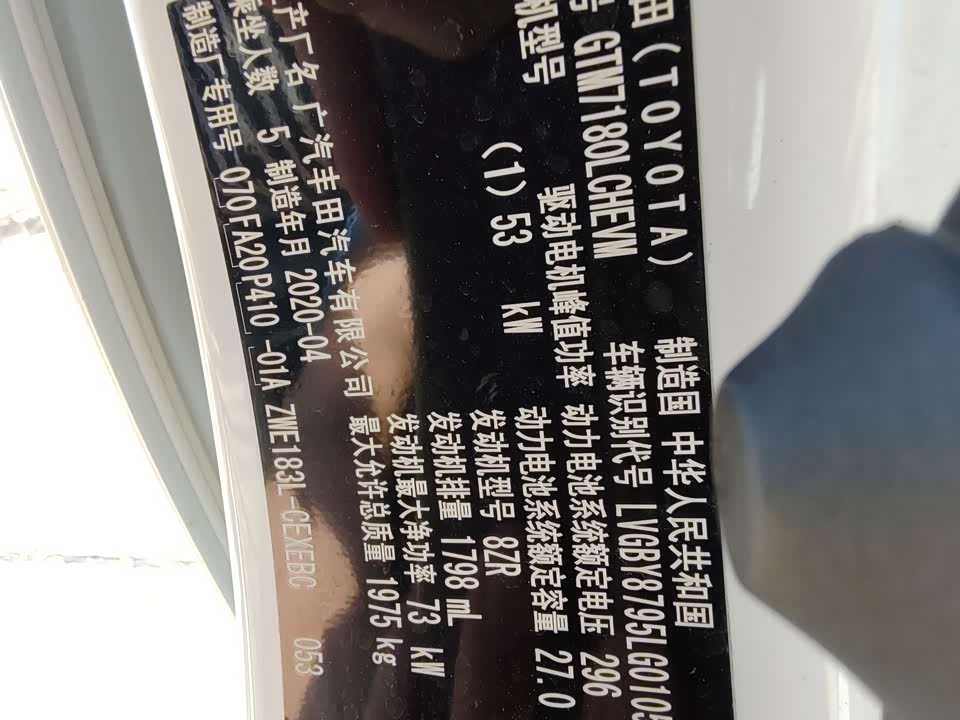 田(TOYOTA) 制造国 中华人民共和国
号 GTM7180LCHEVM 车辆识别代号 LVGBY8795LG0105
机型号 驱动电机峰值功率 动力电池系统额定电压 296
(1)53 kW 动力电池系统额定容量 27.0
发动机型号 8ZR
发动机排量 1798 mL
发动机最大净功率 73 kW
生产厂名 广汽丰田汽车有限公司 最大允许总质量 1975 kg
乘坐人数 5 制造年月 2020-04
制造厂专用号 070FA20P410 -01A ZWE183L-CEXEBC 053